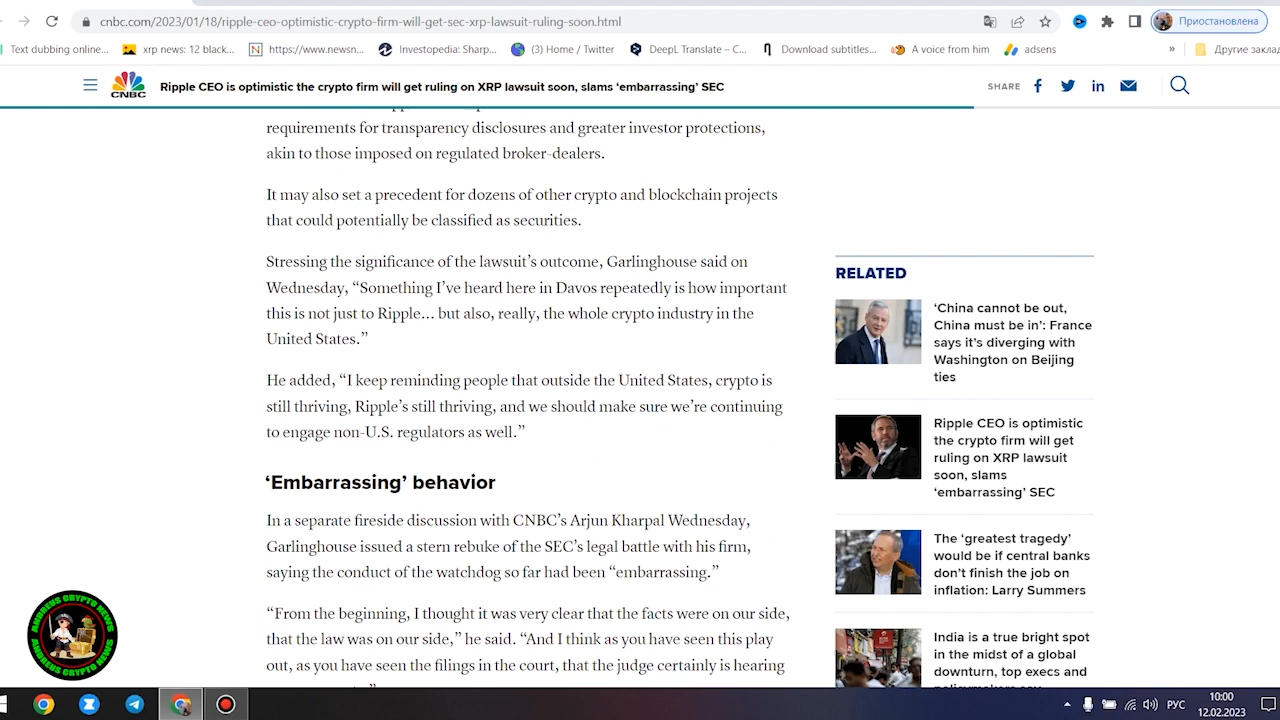 cnbc.com/2023/01/18/ripple-ceo-optimistic-crypto-firm-will-get-sec-xrp-lawsuit-ruling-soon.html
Приостановлена
Text dubbing online...
xrp news: 12 black...
https://www.newsn...
Investopedia: Sharp...
(3) Home / Twitter
DeepL Translate – C...
Download subtitles...
A voice from him
adsens
»
Другие закла
CNBC
Ripple CEO is optimistic the crypto firm will get ruling on XRP lawsuit soon, slams ‘embarrassing’ SEC
SHARE
requirements for transparency disclosures and greater investor protections,
akin to those imposed on regulated broker-dealers.
It may also set a precedent for dozens of other crypto and blockchain projects
that could potentially be classified as securities.
Stressing the significance of the lawsuit’s outcome, Garlinghouse said on
Wednesday, “Something I’ve heard here in Davos repeatedly is how important
this is not just to Ripple… but also, really, the whole crypto industry in the
United States.”
He added, “I keep reminding people that outside the United States, crypto is
still thriving, Ripple’s still thriving, and we should make sure we’re continuing
to engage non-U.S. regulators as well.”
‘Embarrassing’ behavior
In a separate fireside discussion with CNBC’s Arjun Kharpal Wednesday,
Garlinghouse issued a stern rebuke of the SEC’s legal battle with his firm,
saying the conduct of the watchdog so far had been “embarrassing.”
“From the beginning, I thought it was very clear that the facts were on our side,
that the law was on our side,” he said. “And I think as you have seen this play
out, as you have seen the filings in the court, that the judge certainly is hearing
RELATED
‘China cannot be out,
China must be in’: France
says it’s diverging with
Washington on Beijing
ties
Ripple CEO is optimistic
the crypto firm will get
ruling on XRP lawsuit
soon, slams
‘embarrassing’ SEC
The ‘greatest tragedy’
would be if central banks
don’t finish the job on
inflation: Larry Summers
India is a true bright spot
in the midst of a global
downturn, top execs and
ANDREUS CRYPTO NEWS
ANDREUS CRYPTO NEWS
РУС
10:00
12.02.2023